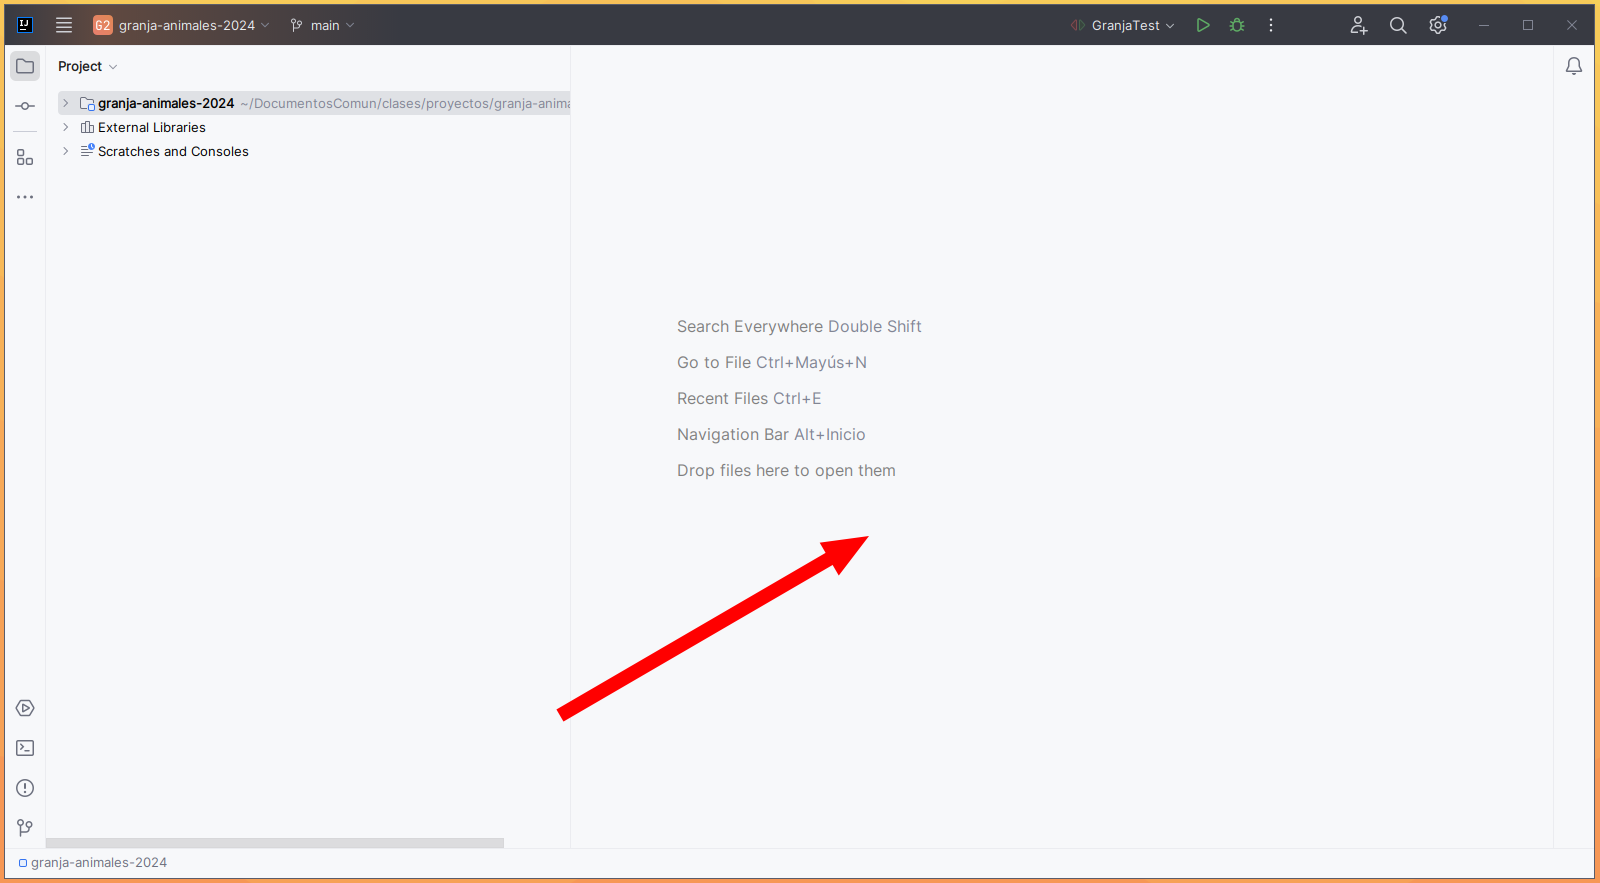 IJ
G2 granja-animales-2024
main
GranjaTest
Project
granja-animales-2024 ~/DocumentosComun/clases/proyectos/granja-anima
External Libraries
Scratches and Consoles
Search Everywhere Double Shift
Go to File Ctrl+Mayús+N
Recent Files Ctrl+E
Navigation Bar Alt+Inicio
Drop files here to open them
granja-animales-2024